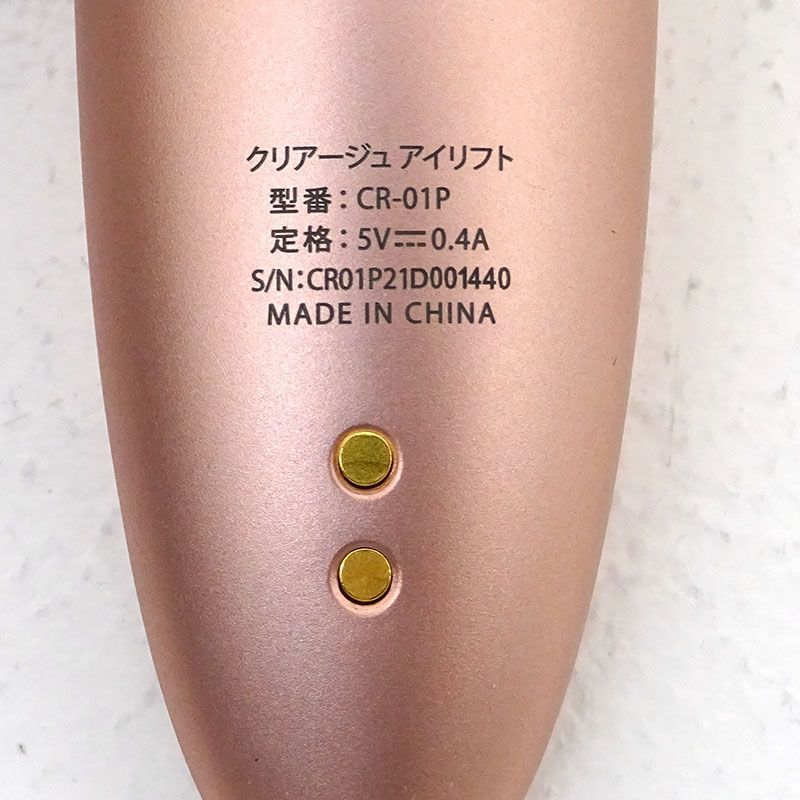 クリアージュ アイリフト
型番：CR-01P
定格：5V⎓0.4A
S/N:CR01P21D001440
MADE IN CHINA